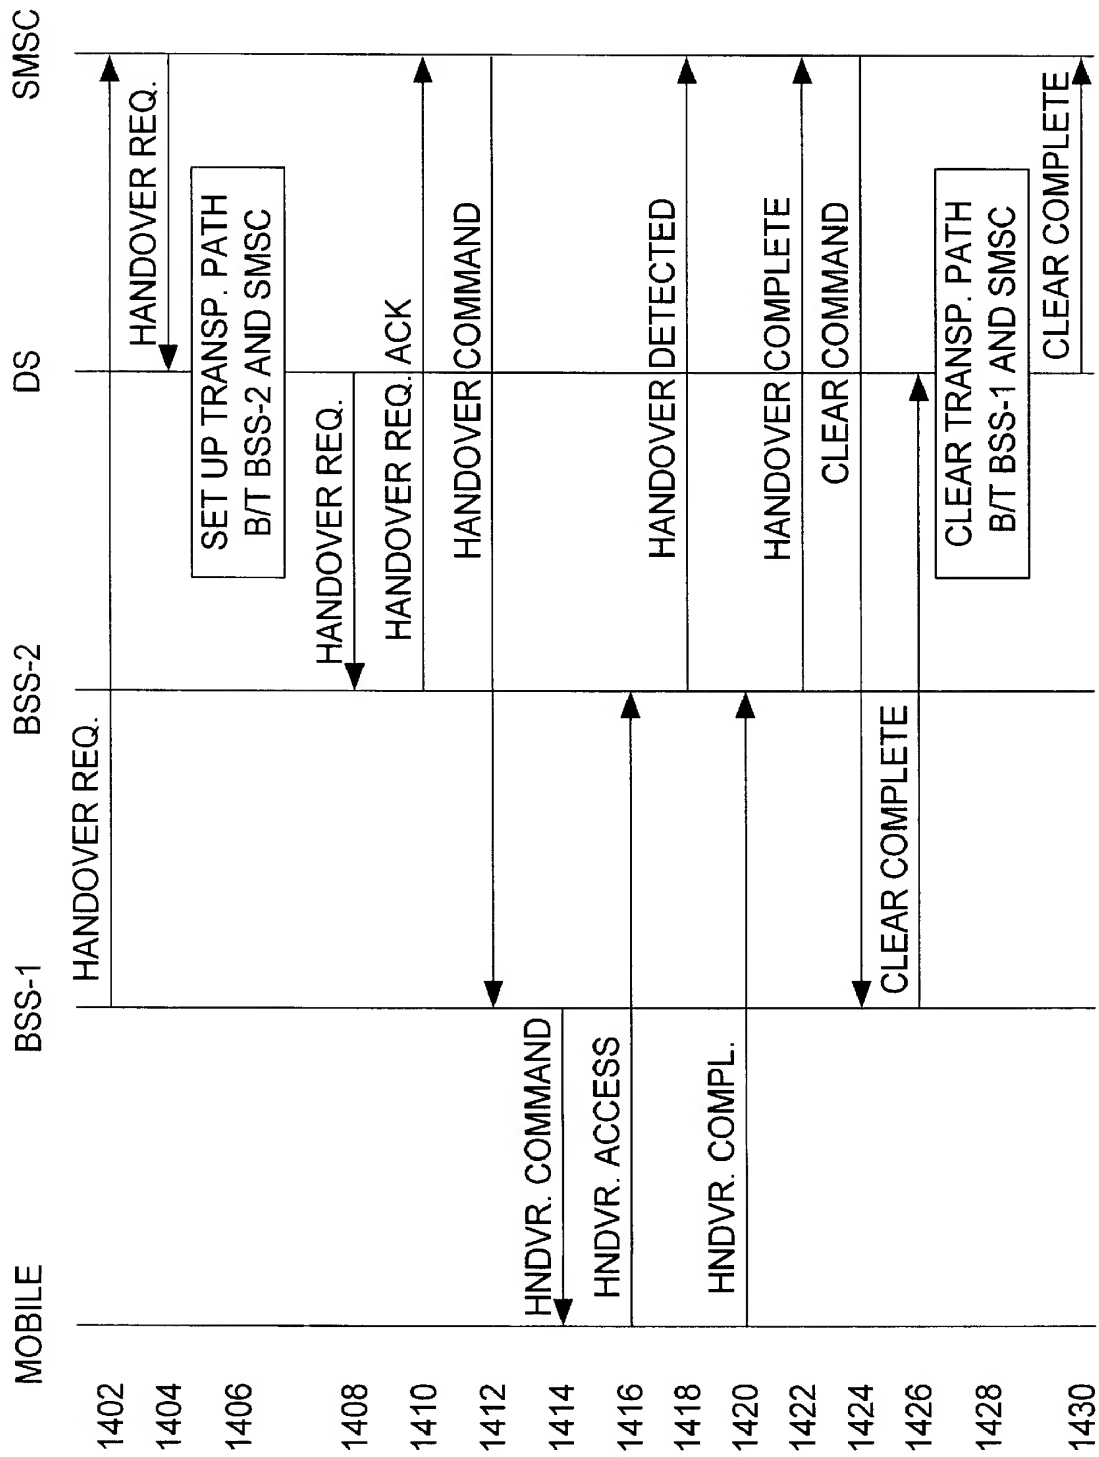 MOBILE
BSS-1
BSS-2
DS
SMSC
1402
HANDOVER REQ.
1404
HANDOVER REQ.
1406
SET UP TRANSP. PATH
B/T BSS-2 AND SMSC
1408
HANDOVER REQ.
1410
HANDOVER REQ. ACK
1412
HANDOVER COMMAND
1414
HNDVR. COMMAND
1416
HNDVR. ACCESS
1418
HANDOVER DETECTED
1420
HNDVR. COMPL.
1422
HANDOVER COMPLETE
1424
CLEAR COMMAND
1426
CLEAR COMPLETE
1428
CLEAR TRANSP. PATH
B/T BSS-1 AND SMSC
1430
CLEAR COMPLETE